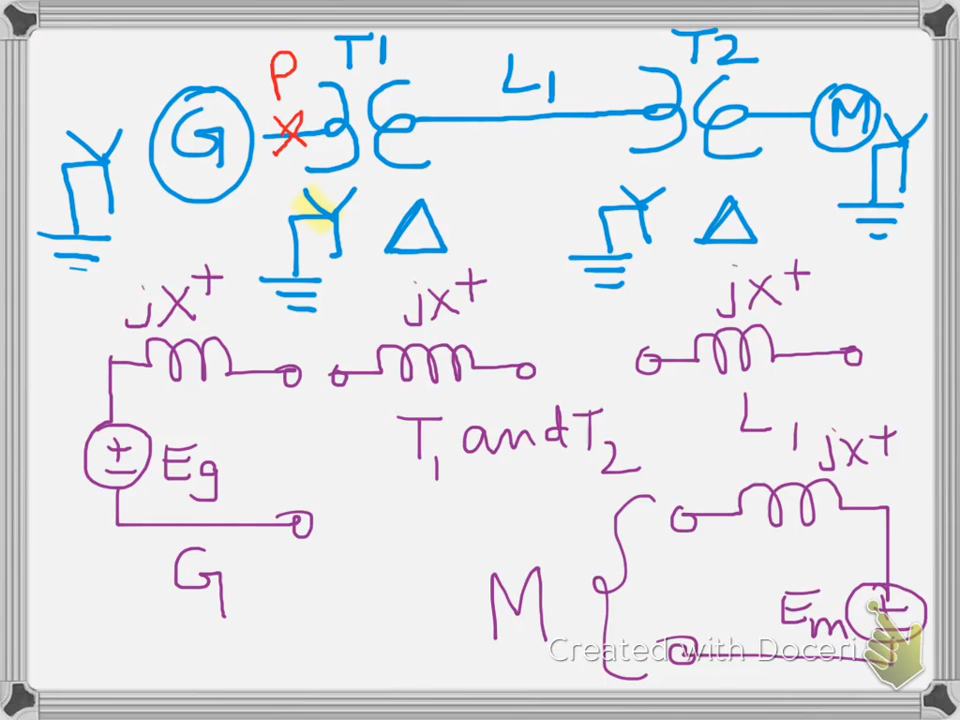 P T1 L1 T2
G M
Y Y Δ Y Δ Y
jx+ jx+ jx+
+ Eg T1 and T2 L1
jx+
G
M Em +
Created with Doceri